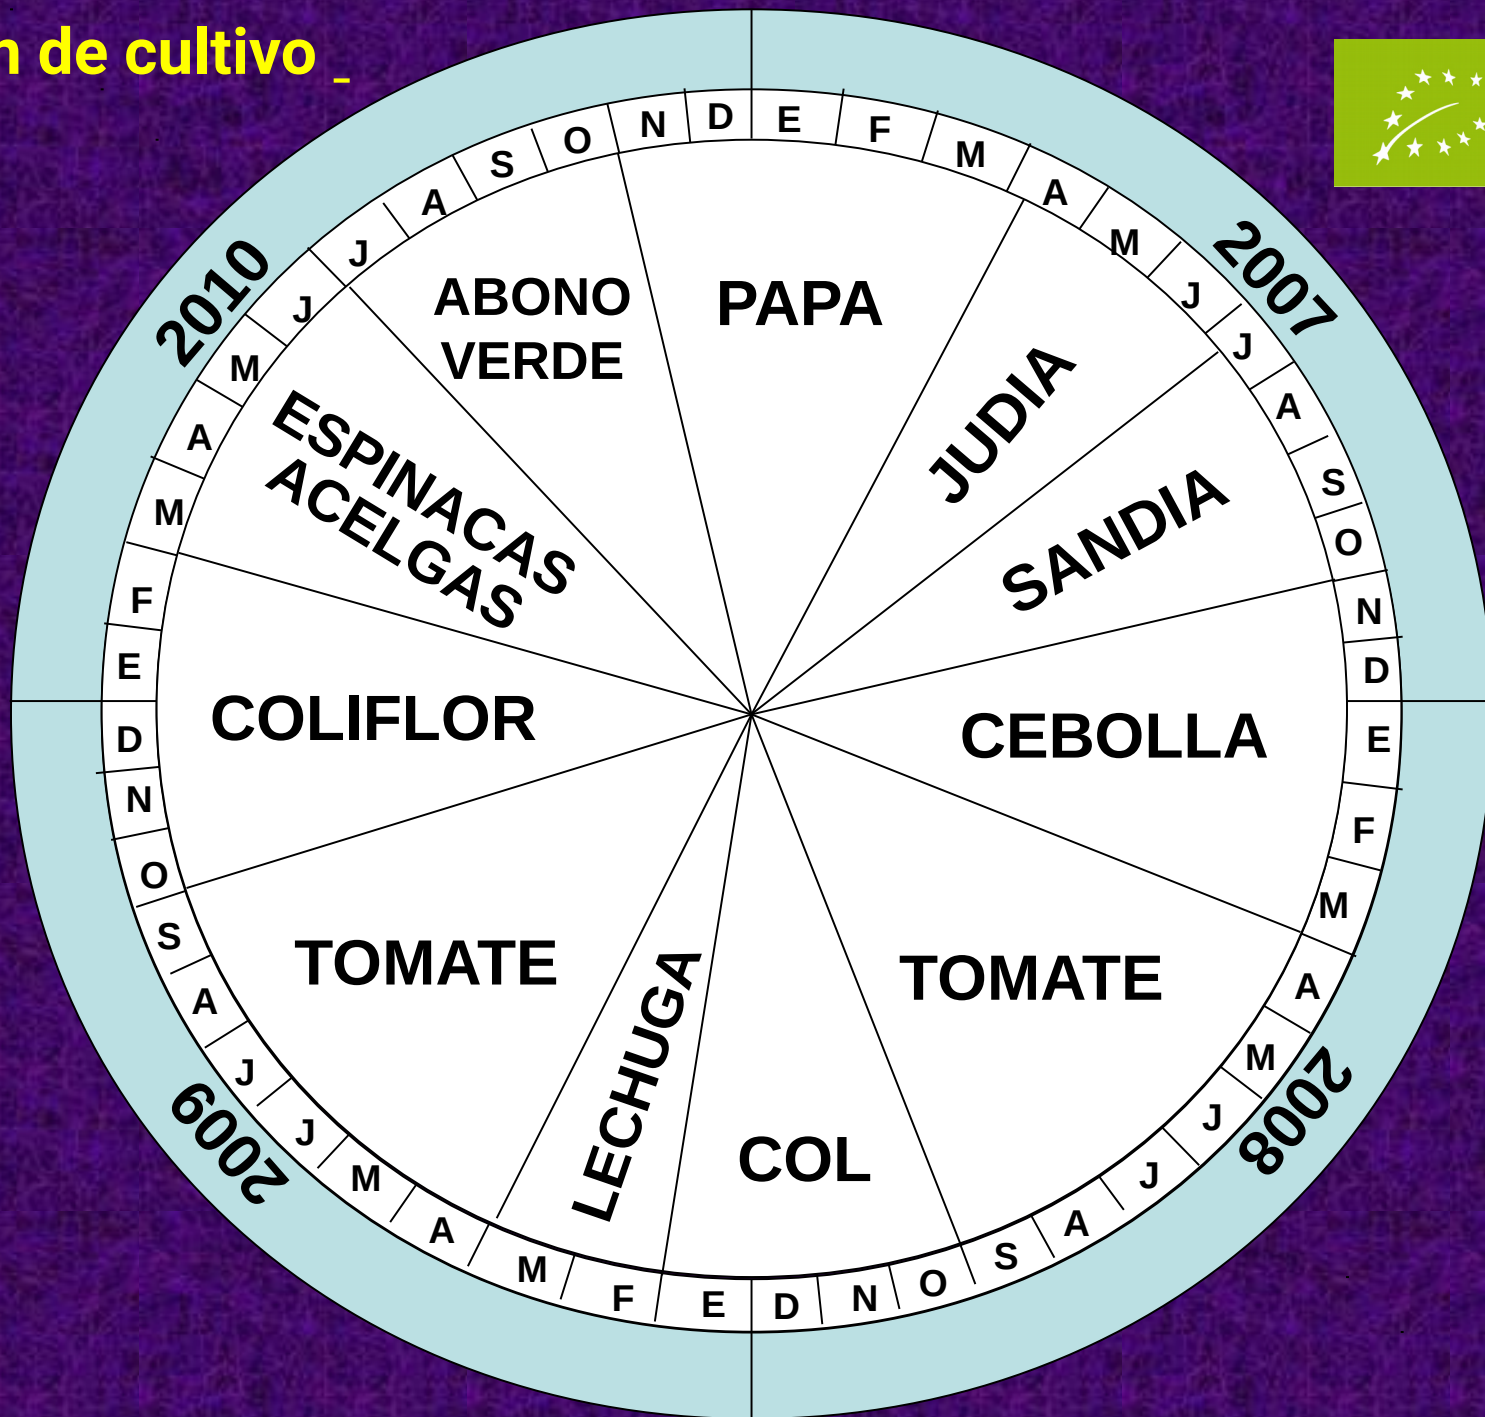 n de cultivo _
2007
E
F
M
A
M
J
J
A
S
O
N
D
2008
E
F
M
A
M
J
J
A
S
O
N
D
2009
E
F
M
A
M
J
J
A
S
O
N
D
2010
E
F
M
A
M
J
J
A
S
O
N
D
PAPA
JUDIA
SANDIA
CEBOLLA
TOMATE
COL
LECHUGA
TOMATE
COLIFLOR
ESPINACAS
ACELGAS
ABONO
VERDE